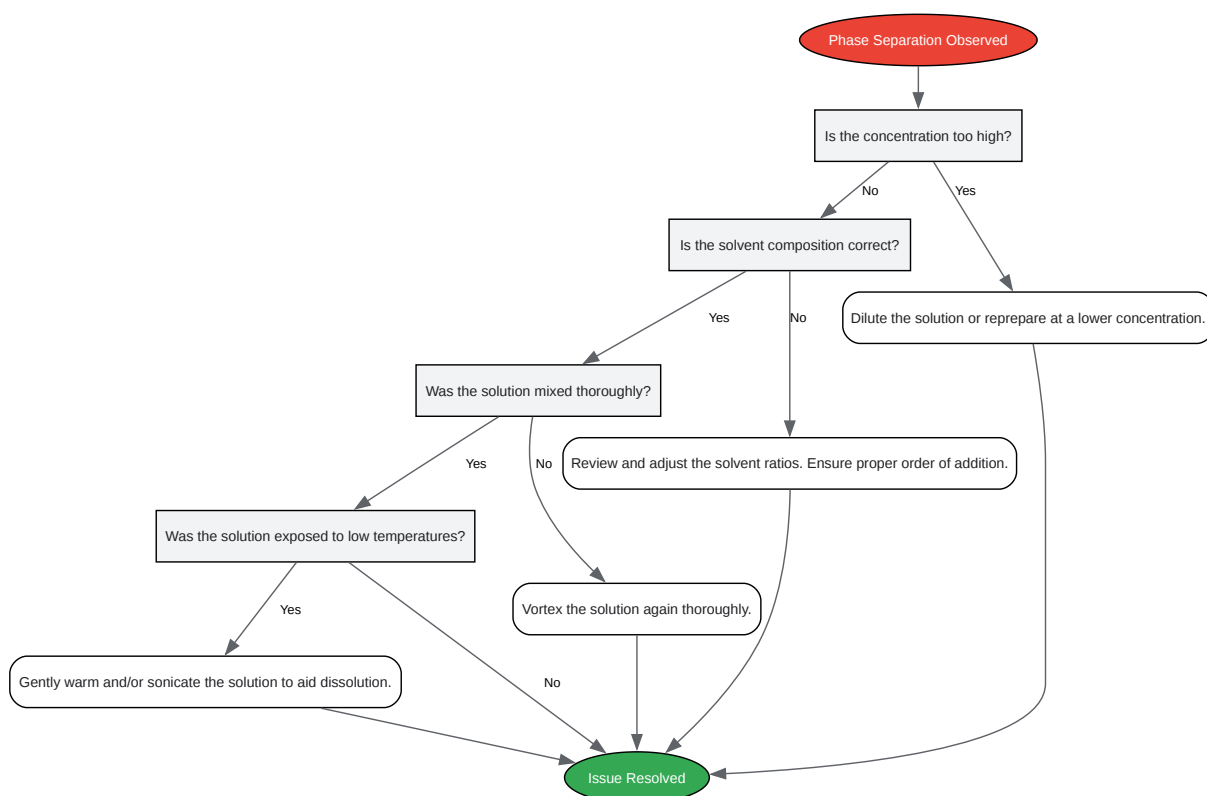 Phase Separation Observed
Is the concentration too high?
No
Yes
Is the solvent composition correct?
Dilute the solution or reprepare at a lower concentration.
Yes
No
Was the solution mixed thoroughly?
Review and adjust the solvent ratios. Ensure proper order of addition.
Yes
No
Was the solution exposed to low temperatures?
Vortex the solution again thoroughly.
Yes
Gently warm and/or sonicate the solution to aid dissolution.
No
Issue Resolved